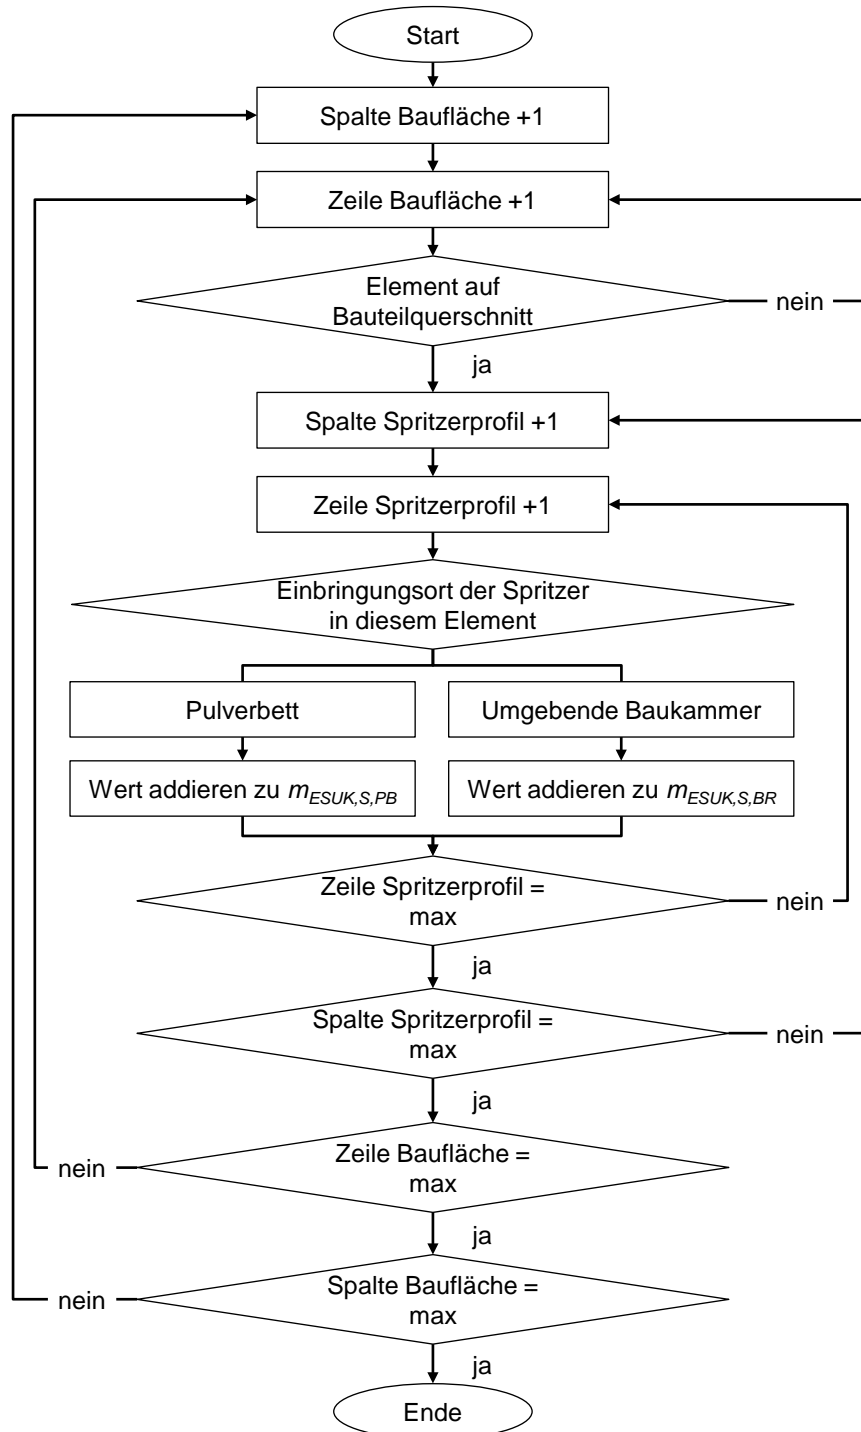 Start
Spalte Baufläche +1
Zeile Baufläche +1
Element auf
Bauteilquerschnitt
nein
ja
Spalte Spritzerprofil +1
Zeile Spritzerprofil +1
Einbringungsort der Spritzer
in diesem Element
Pulverbett
Umgebende Baukammer
Wert addieren zu m_ESUK,S,PB
Wert addieren zu m_ESUK,S,BR
Zeile Spritzerprofil =
max
nein
ja
Spalte Spritzerprofil =
max
nein
ja
Zeile Baufläche =
max
nein
ja
Spalte Baufläche =
max
nein
ja
Ende